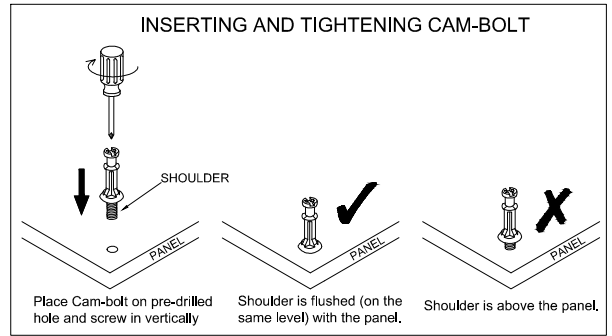 INSERTING AND TIGHTENING CAM-BOLT
SHOULDER
PANEL
PANEL
PANEL
Place Cam-bolt on pre-drilled
hole and screw in vertically
Shoulder is flushed (on the
same level) with the panel.
Shoulder is above the panel.